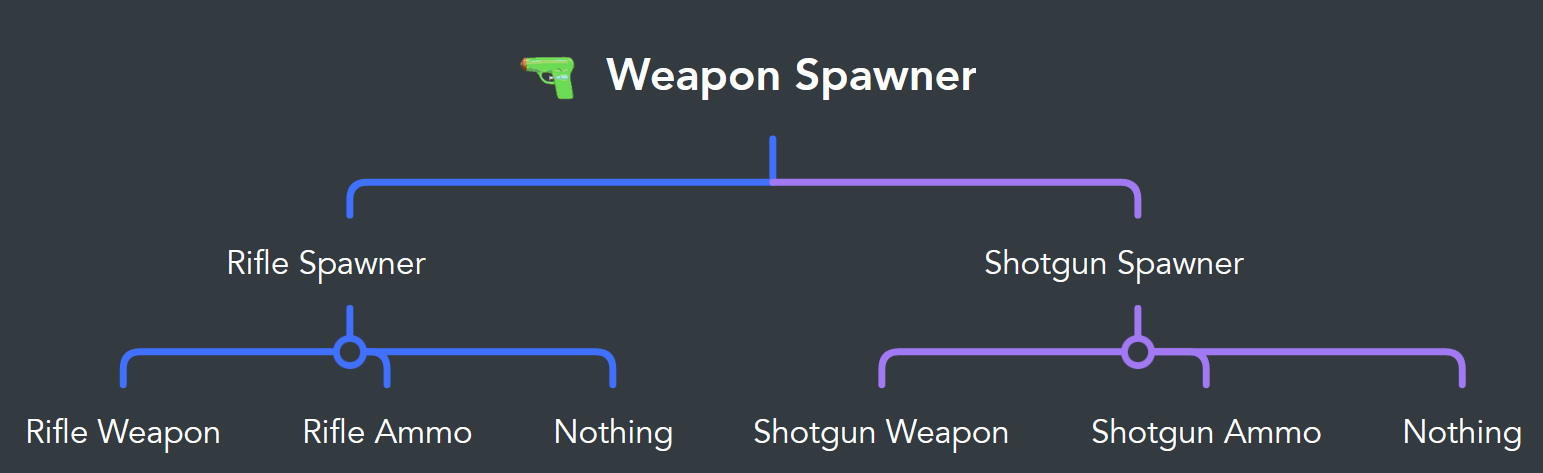 Weapon Spawner
Rifle Spawner
Shotgun Spawner
Rifle Weapon
Rifle Ammo
Nothing
Shotgun Weapon
Shotgun Ammo
Nothing